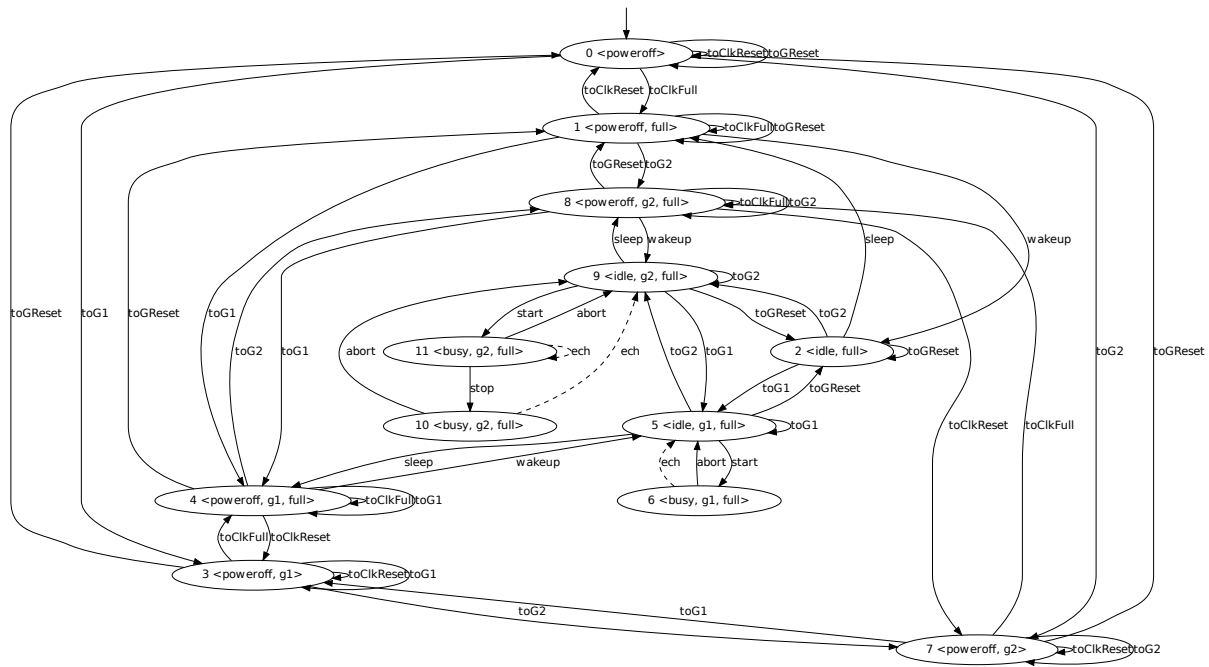 0 <poweroff>
toClkReset
toGReset
toClkReset
toClkFull
1 <poweroff, full>
toClkFull
toGReset
toGReset
toG2
8 <poweroff, g2, full>
toClkFull
toG2
sleep
wakeup
sleep
wakeup
9 <idle, g2, full>
toG2
toGReset
toG1
toGReset
toG1
start
abort
toGReset
toG2
toG2
toGReset
abort
toG2
toG1
11 <busy, g2, full>
ech
ech
toG2
toG1
2 <idle, full>
toGReset
stop
toG1
toGReset
10 <busy, g2, full>
5 <idle, g1, full>
toG1
toClkReset
toClkFull
sleep
wakeup
ech
abort
start
4 <poweroff, g1, full>
toClkFull
toG1
6 <busy, g1, full>
toClkFull
toClkReset
3 <poweroff, g1>
toClkReset
toG1
toG2
toG1
7 <poweroff, g2>
toClkReset
toG2